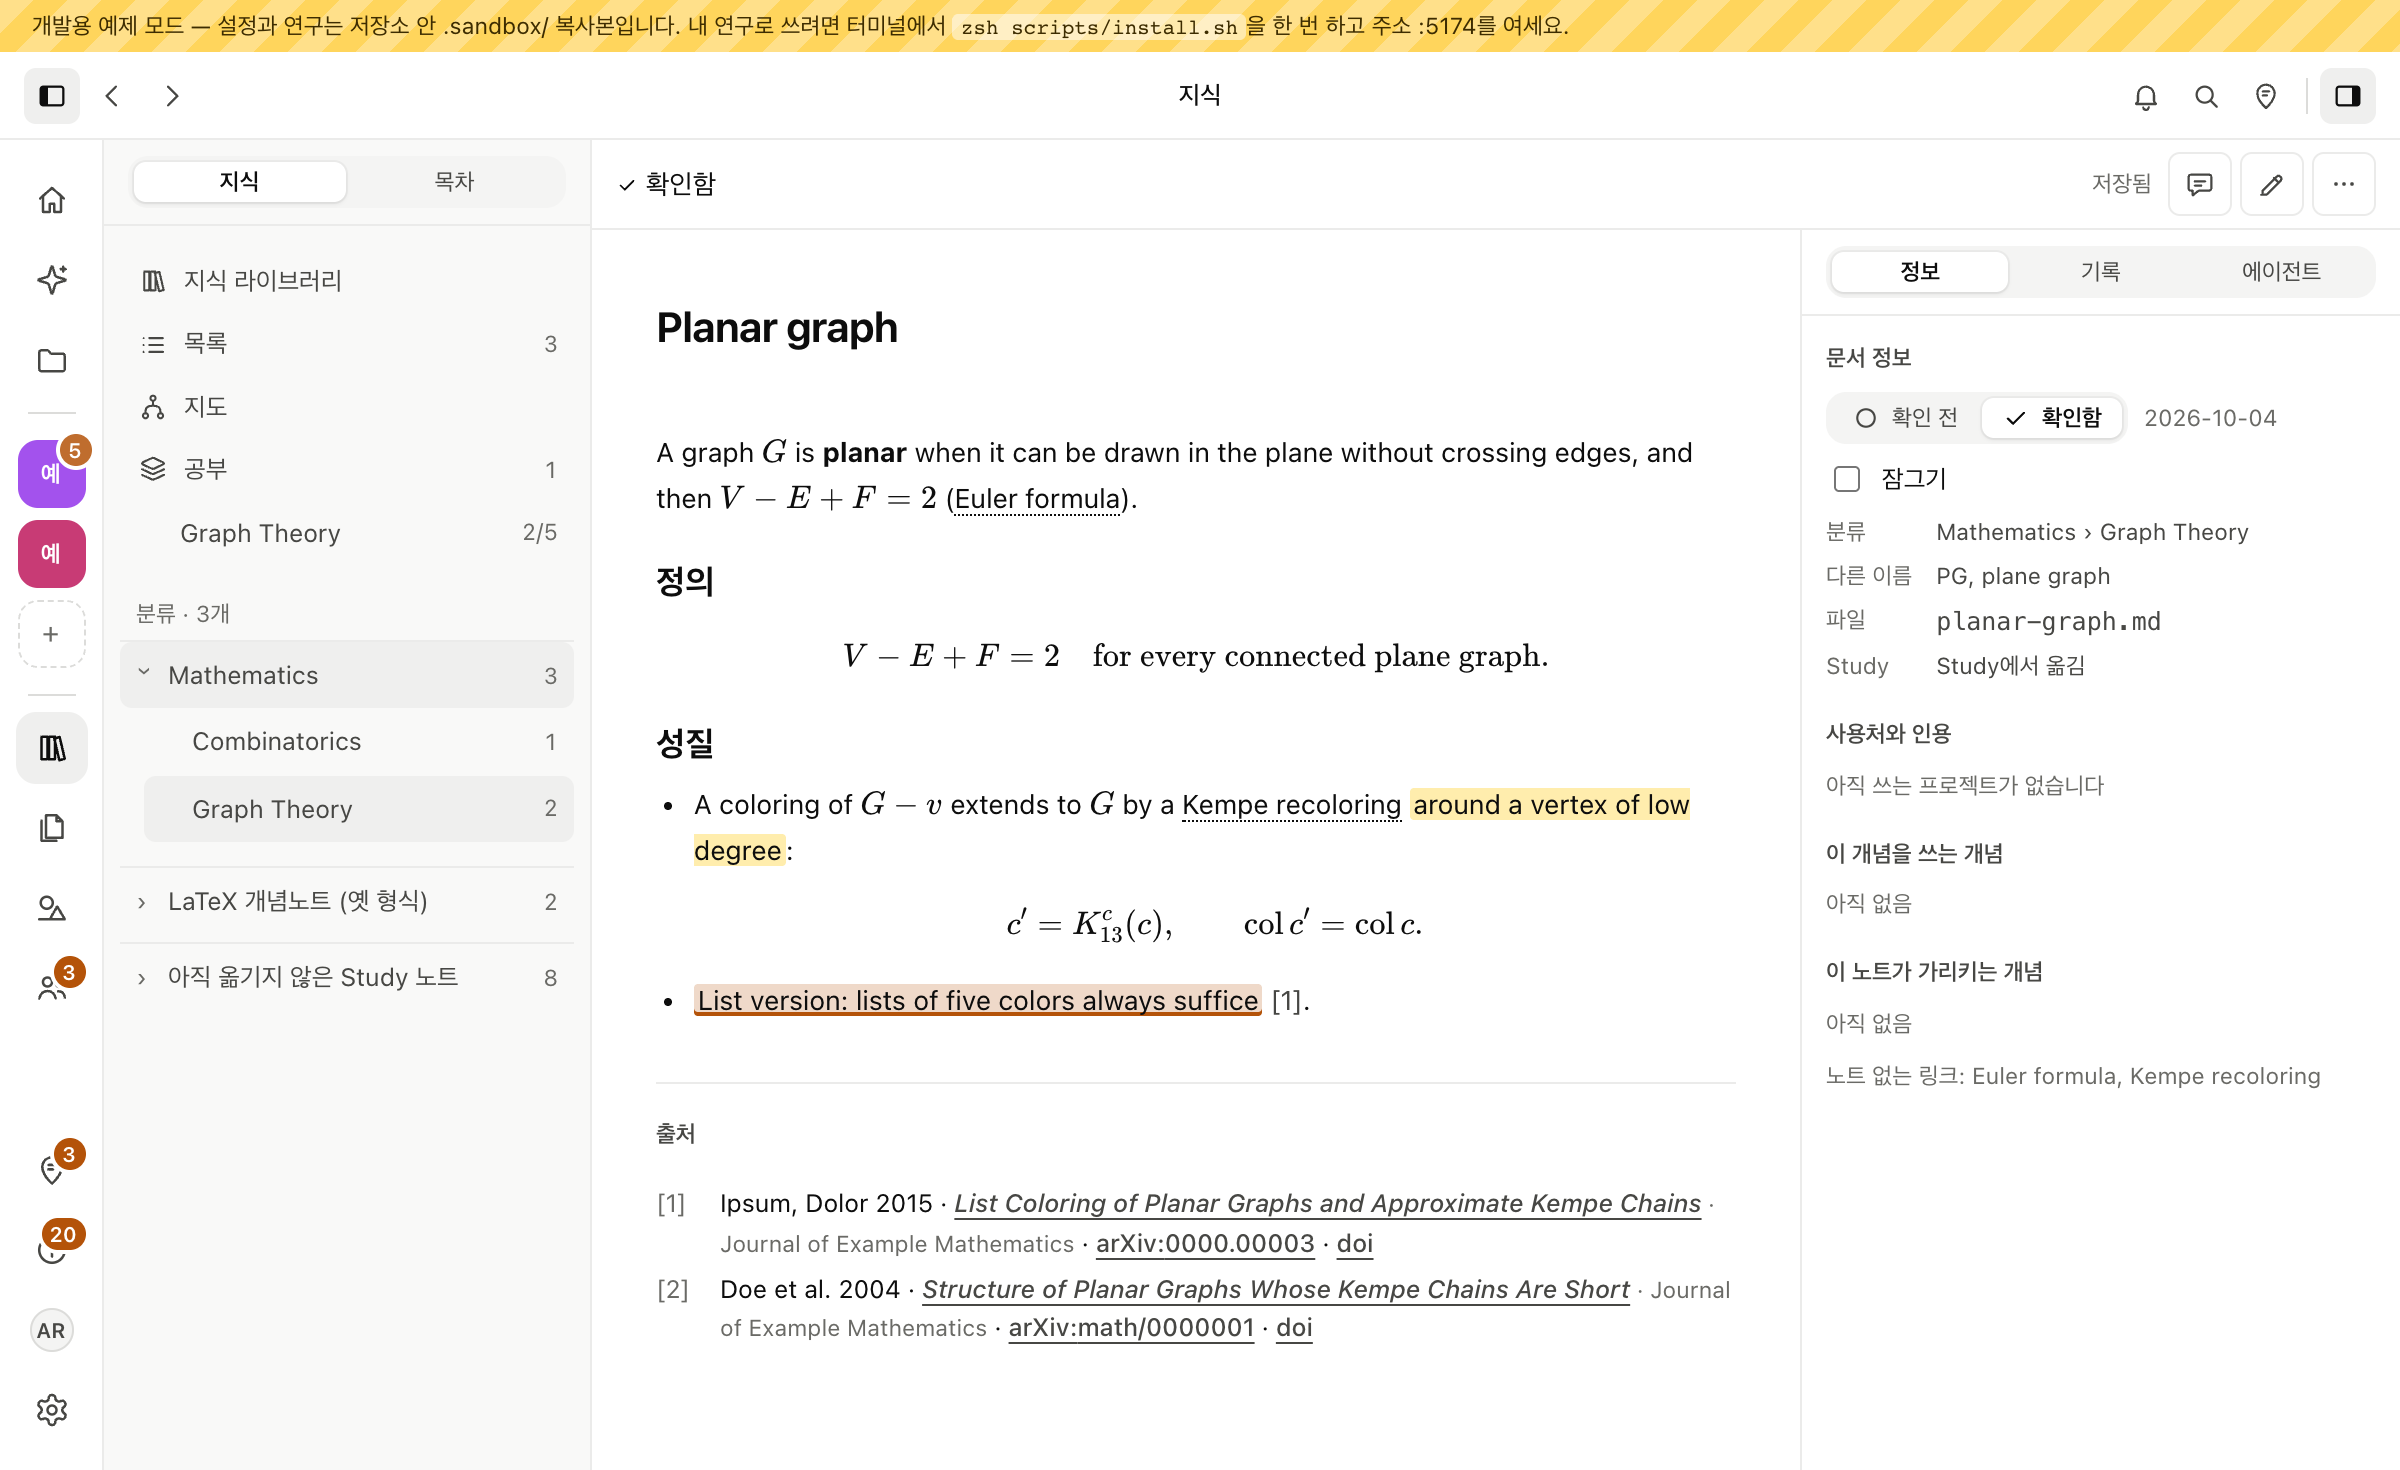 개발용 예제 모드 — 설정과 연구는 저장소 안 .sandbox/ 복사본입니다. 내 연구로 쓰려면 터미널에서 zsh scripts/install.sh을 한 번 하고 주소 :5174를 여세요.
지식
지식 목차
지식 라이브러리
목록 3
지도
공부 1
Graph Theory 2/5
분류 · 3개
Mathematics 3
Combinatorics 1
Graph Theory 2
LaTeX 개념노트 (옛 형식) 2
아직 옮기지 않은 Study 노트 8
5
예
예
+
3
3
20
AR
확인함
저장됨
Planar graph
A graph G is planar when it can be drawn in the plane without crossing edges, and
then V − E + F = 2 (Euler formula).
정의
V − E + F = 2 for every connected plane graph.
성질
• A coloring of G − v extends to G by a Kempe recoloring around a vertex of low
degree:
c′ = K₁₃ᶜ(c), col c′ = col c.
• List version: lists of five colors always suffice [1].
출처
[1] Ipsum, Dolor 2015 · List Coloring of Planar Graphs and Approximate Kempe Chains ·
Journal of Example Mathematics · arXiv:0000.00003 · doi
[2] Doe et al. 2004 · Structure of Planar Graphs Whose Kempe Chains Are Short · Journal
of Example Mathematics · arXiv:math/0000001 · doi
정보 기록 에이전트
문서 정보
확인 전 확인함 2026-10-04
잠그기
분류 Mathematics › Graph Theory
다른 이름 PG, plane graph
파일 planar-graph.md
Study Study에서 옮김
사용처와 인용
아직 쓰는 프로젝트가 없습니다
이 개념을 쓰는 개념
아직 없음
이 노트가 가리키는 개념
아직 없음
노트 없는 링크: Euler formula, Kempe recoloring